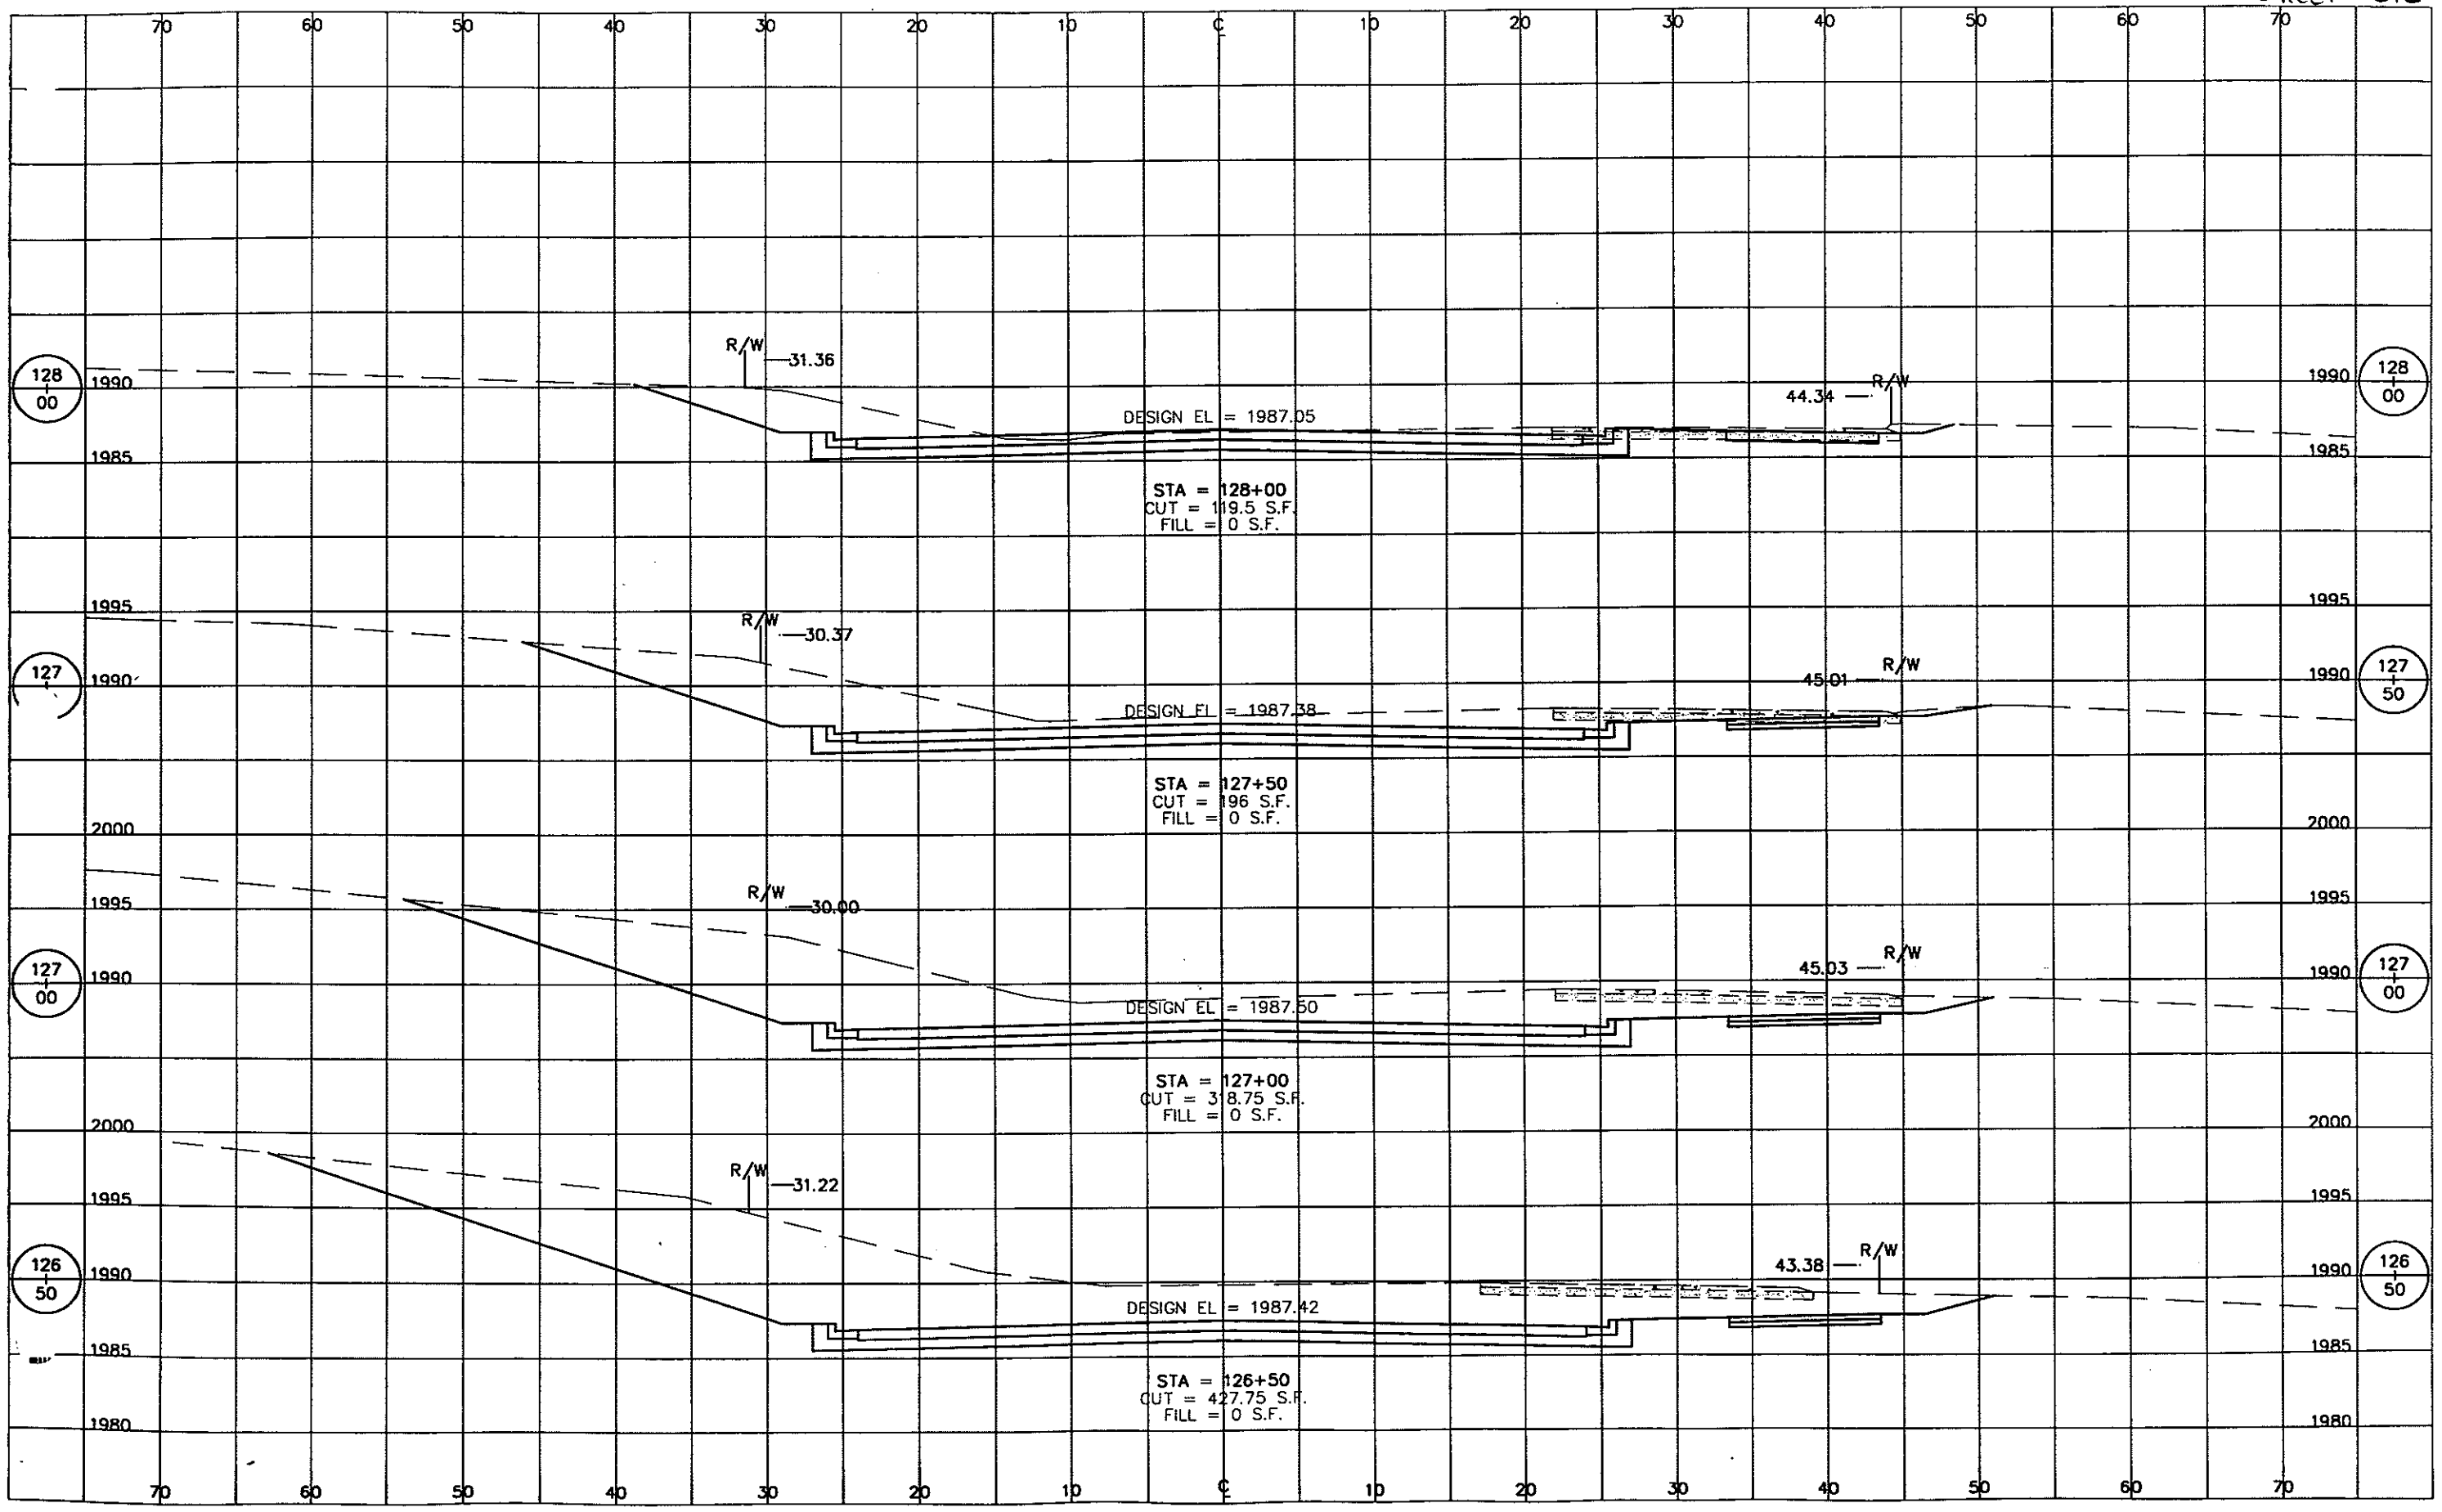 70 60 50 40 30 20 10 ℄ 10 20 30 40 50 60 70
R/W
31.36
128
00
1990
DESIGN EL = 1987.05
44.34
R/W
1990
128
00
1985
1985
STA = 128+00
CUT = 119.5 S.F.
FILL = 0 S.F.
1995
1995
R/W
30.37
127
1990
R/W
45.01
1990
127
50
DESIGN EL = 1987.38
STA = 127+50
CUT = 196 S.F.
FILL = 0 S.F.
2000
2000
R/W
30.00
1995
1995
127
00
1990
R/W
45.03
1990
127
00
DESIGN EL = 1987.50
STA = 127+00
CUT = 318.75 S.F.
FILL = 0 S.F.
2000
2000
R/W
31.22
1995
1995
126
50
1990
R/W
43.38
1990
126
50
DESIGN EL = 1987.42
1985
1985
STA = 126+50
CUT = 427.75 S.F.
FILL = 0 S.F.
1980
1980
70 60 50 40 30 20 10 ℄ 10 20 30 40 50 60 70